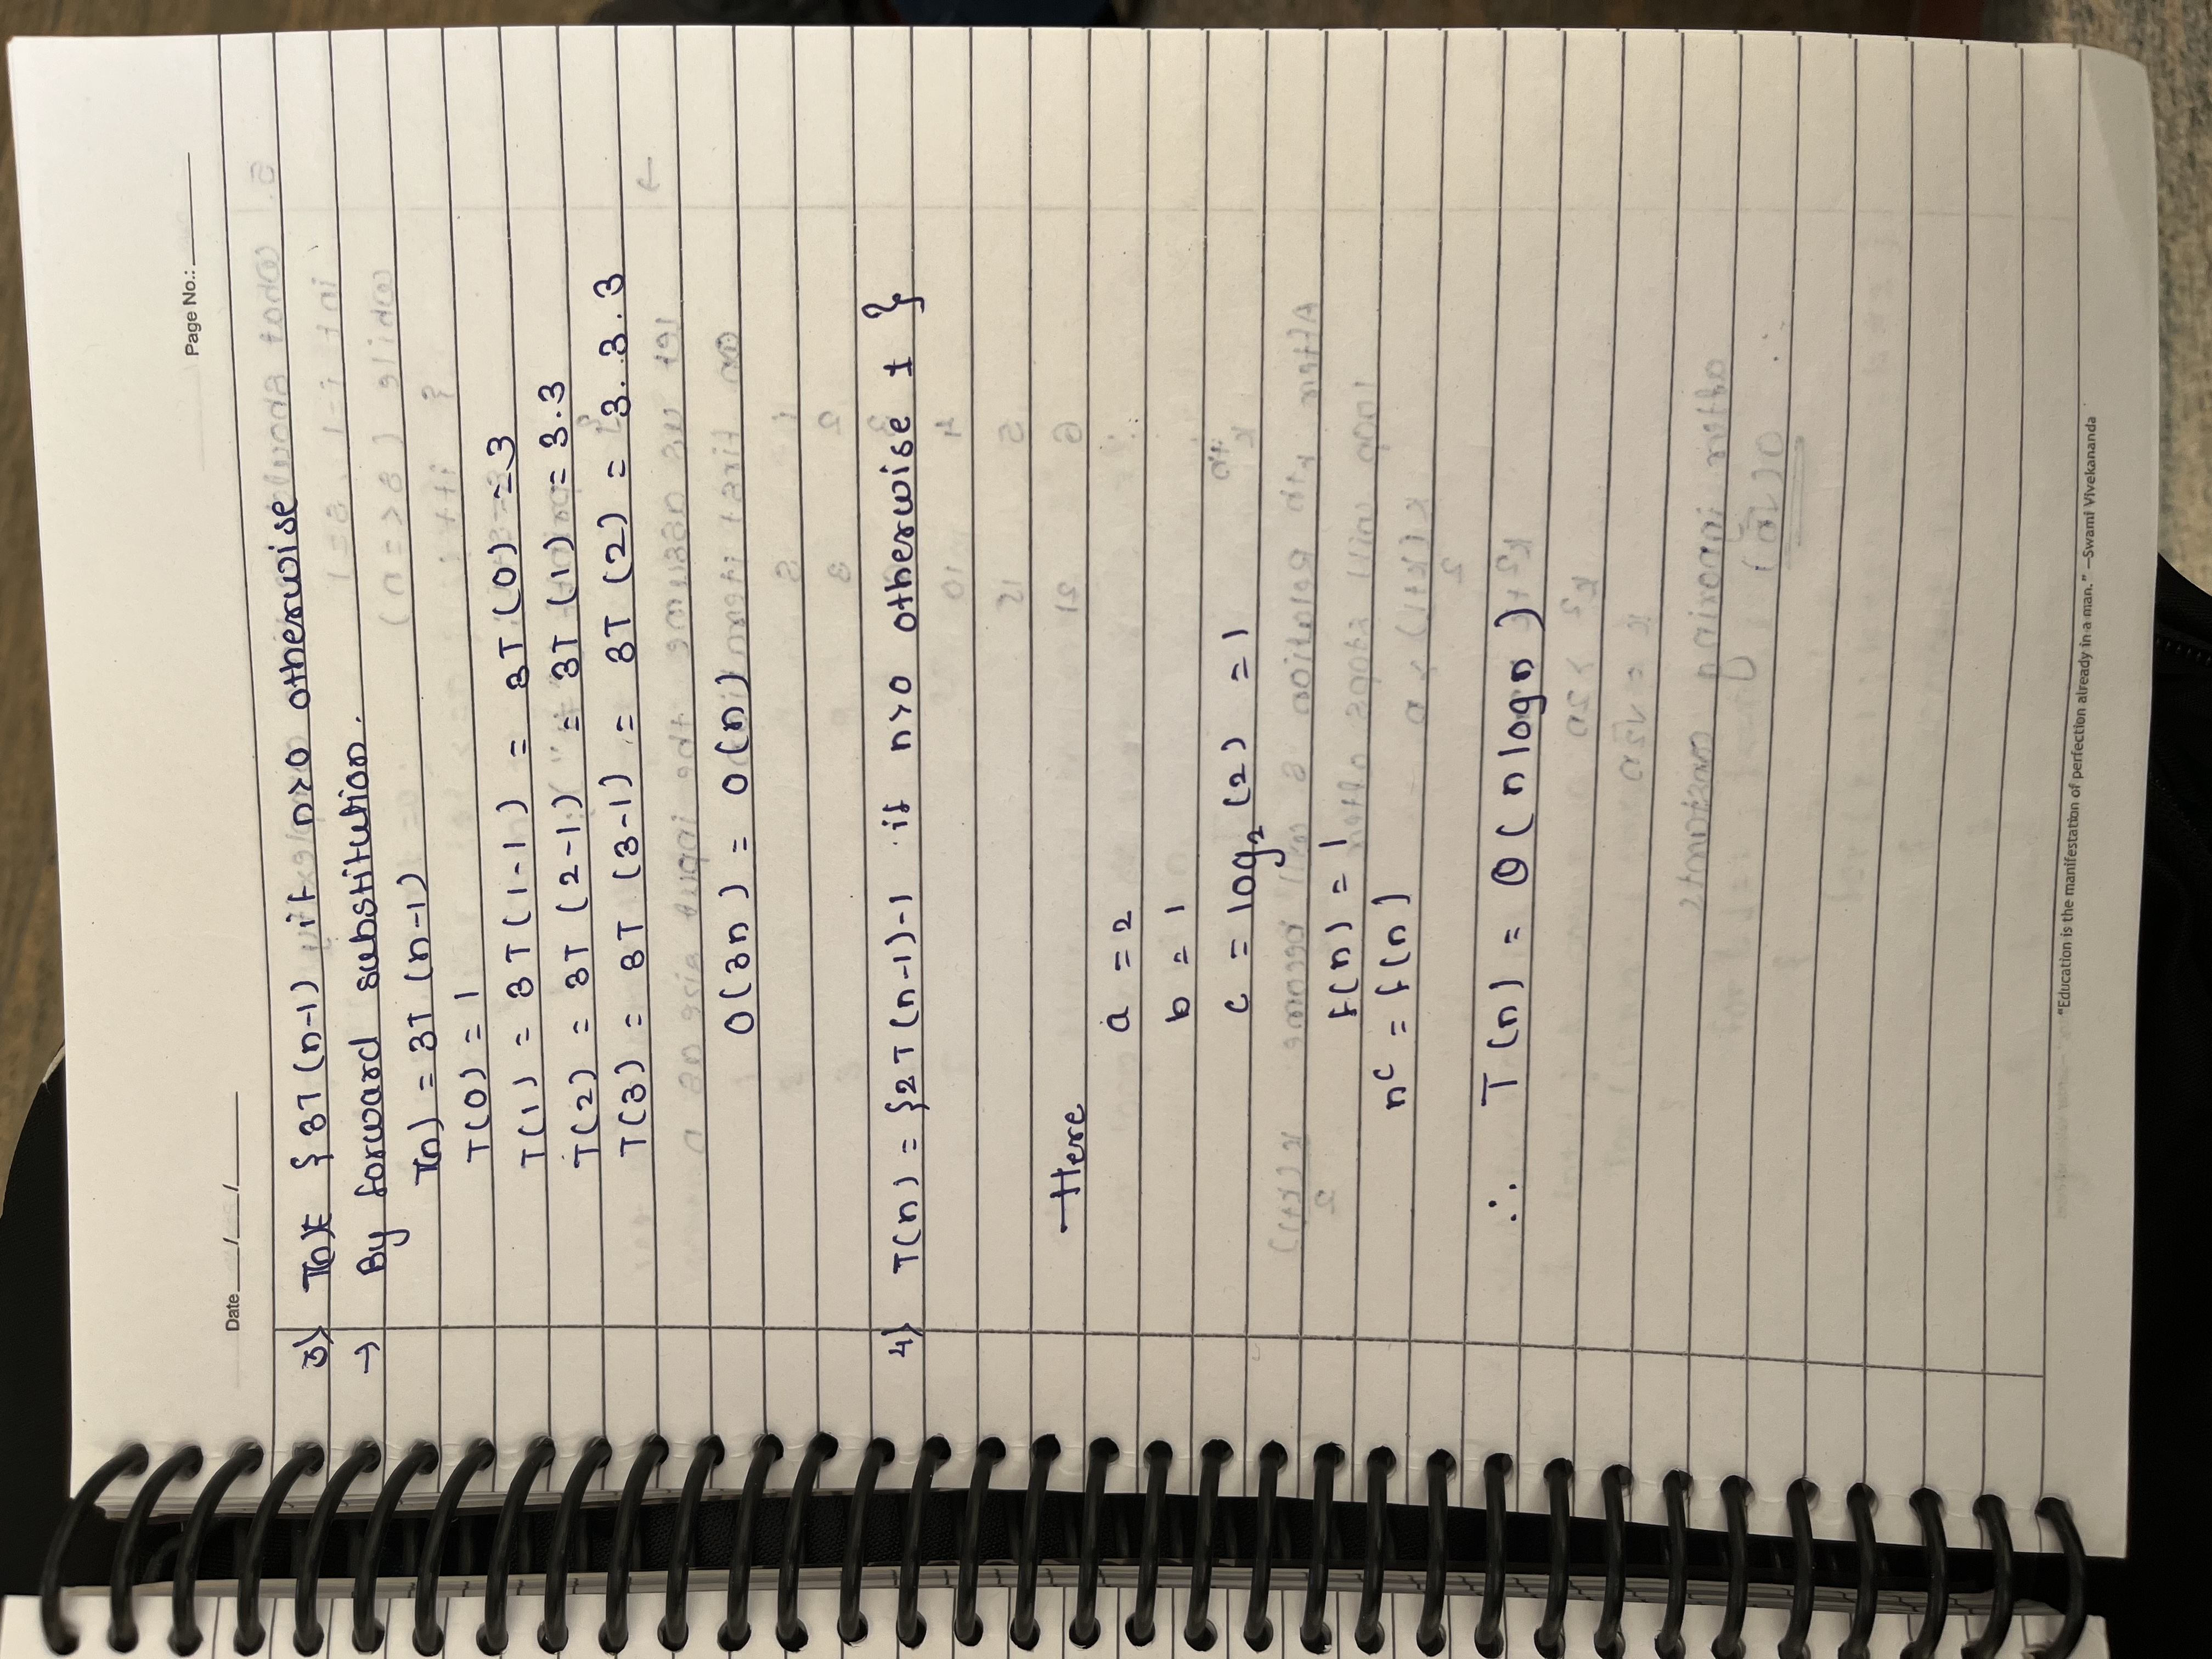 Page No.:
Date / /
3) T(n)= {3T(n-1) if n>0 otherwise
→ By forward substitution.
T(n) = 3T(n-1)
T(0) = 1
T(1) = 3T(1-1) = 3T(0) = 3
T(2) = 3T(2-1) = 3T(1) = 3.3
T(3) = 3T(3-1) = 3T(2) = 3.3.3
O(3n) = O(n)
4) T(n) = {2T(n-1)-1 if n>0 otherwise 1 }
Here
a = 2
b = 1
c = log₂(2) = 1
f(n) = 1
nᶜ = f(n)
∴ T(n) = Θ(n log n)
"Education is the manifestation of perfection already in a man." —Swami Vivekananda